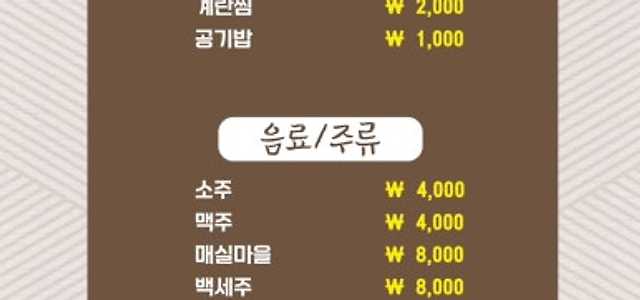 계란찜 ₩ 2,000
공기밥 ₩ 1,000
음료/주류
소주 ₩ 4,000
맥주 ₩ 4,000
매실마을 ₩ 8,000
백세주 ₩ 8,000